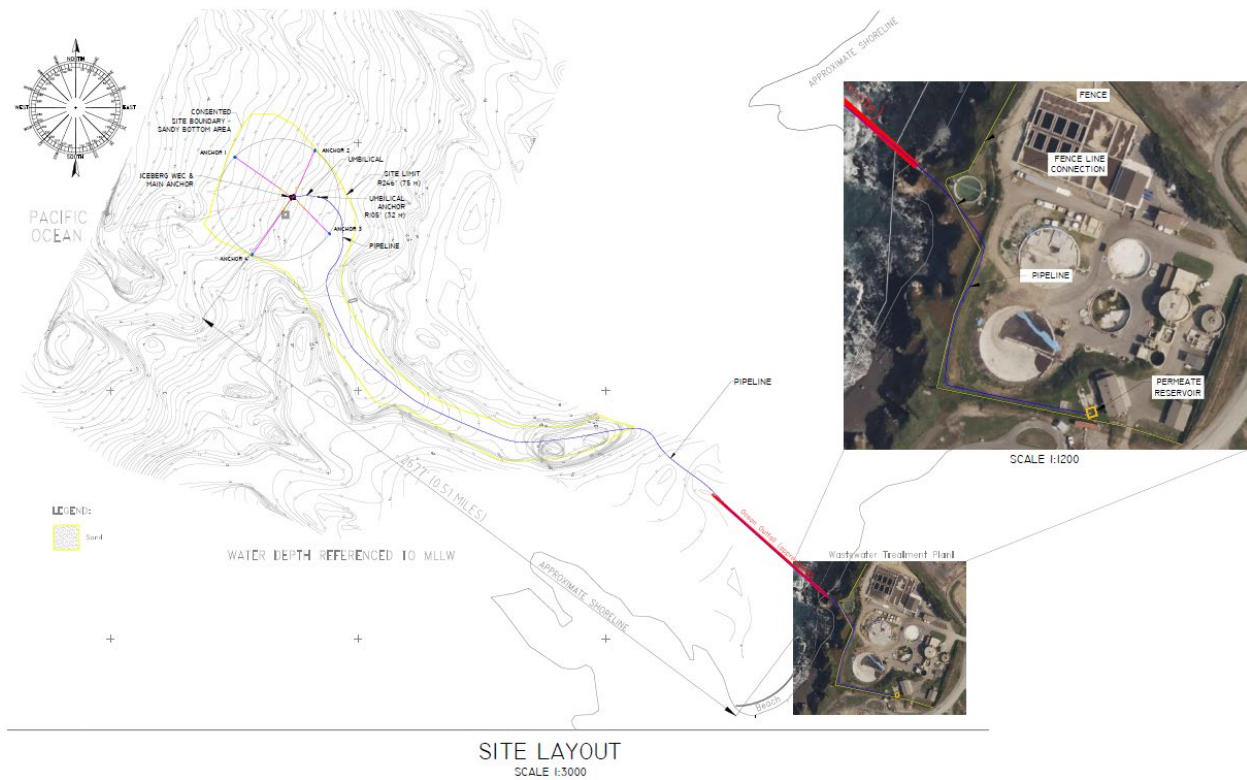 NORTH
WEST
EAST
SOUTH
CONSENTED
SITE BOUNDARY -
SANDY BOTTOM AREA
ANCHOR 1
ANCHOR 2
UMBILICAL
ICEBERG WEC &
MAIN ANCHOR
SITE LIMIT
R246' (75 M)
UMBILICAL
ANCHOR
R105' (32 M)
ANCHOR 3
PIPELINE
ANCHOR 4
PACIFIC
OCEAN
APPROXIMATE SHORELINE
FENCE
FENCE LINE
CONNECTION
PIPELINE
PERMEATE
RESERVOIR
SCALE 1:1200
PIPELINE
2677' (0.51 MILES)
LEGEND:
Sand
WATER DEPTH REFERENCED TO MLLW
Ocean Outfall
Wastewater Treatment Plant
APPROXIMATE SHORELINE
Beach
SITE LAYOUT
SCALE 1:3000